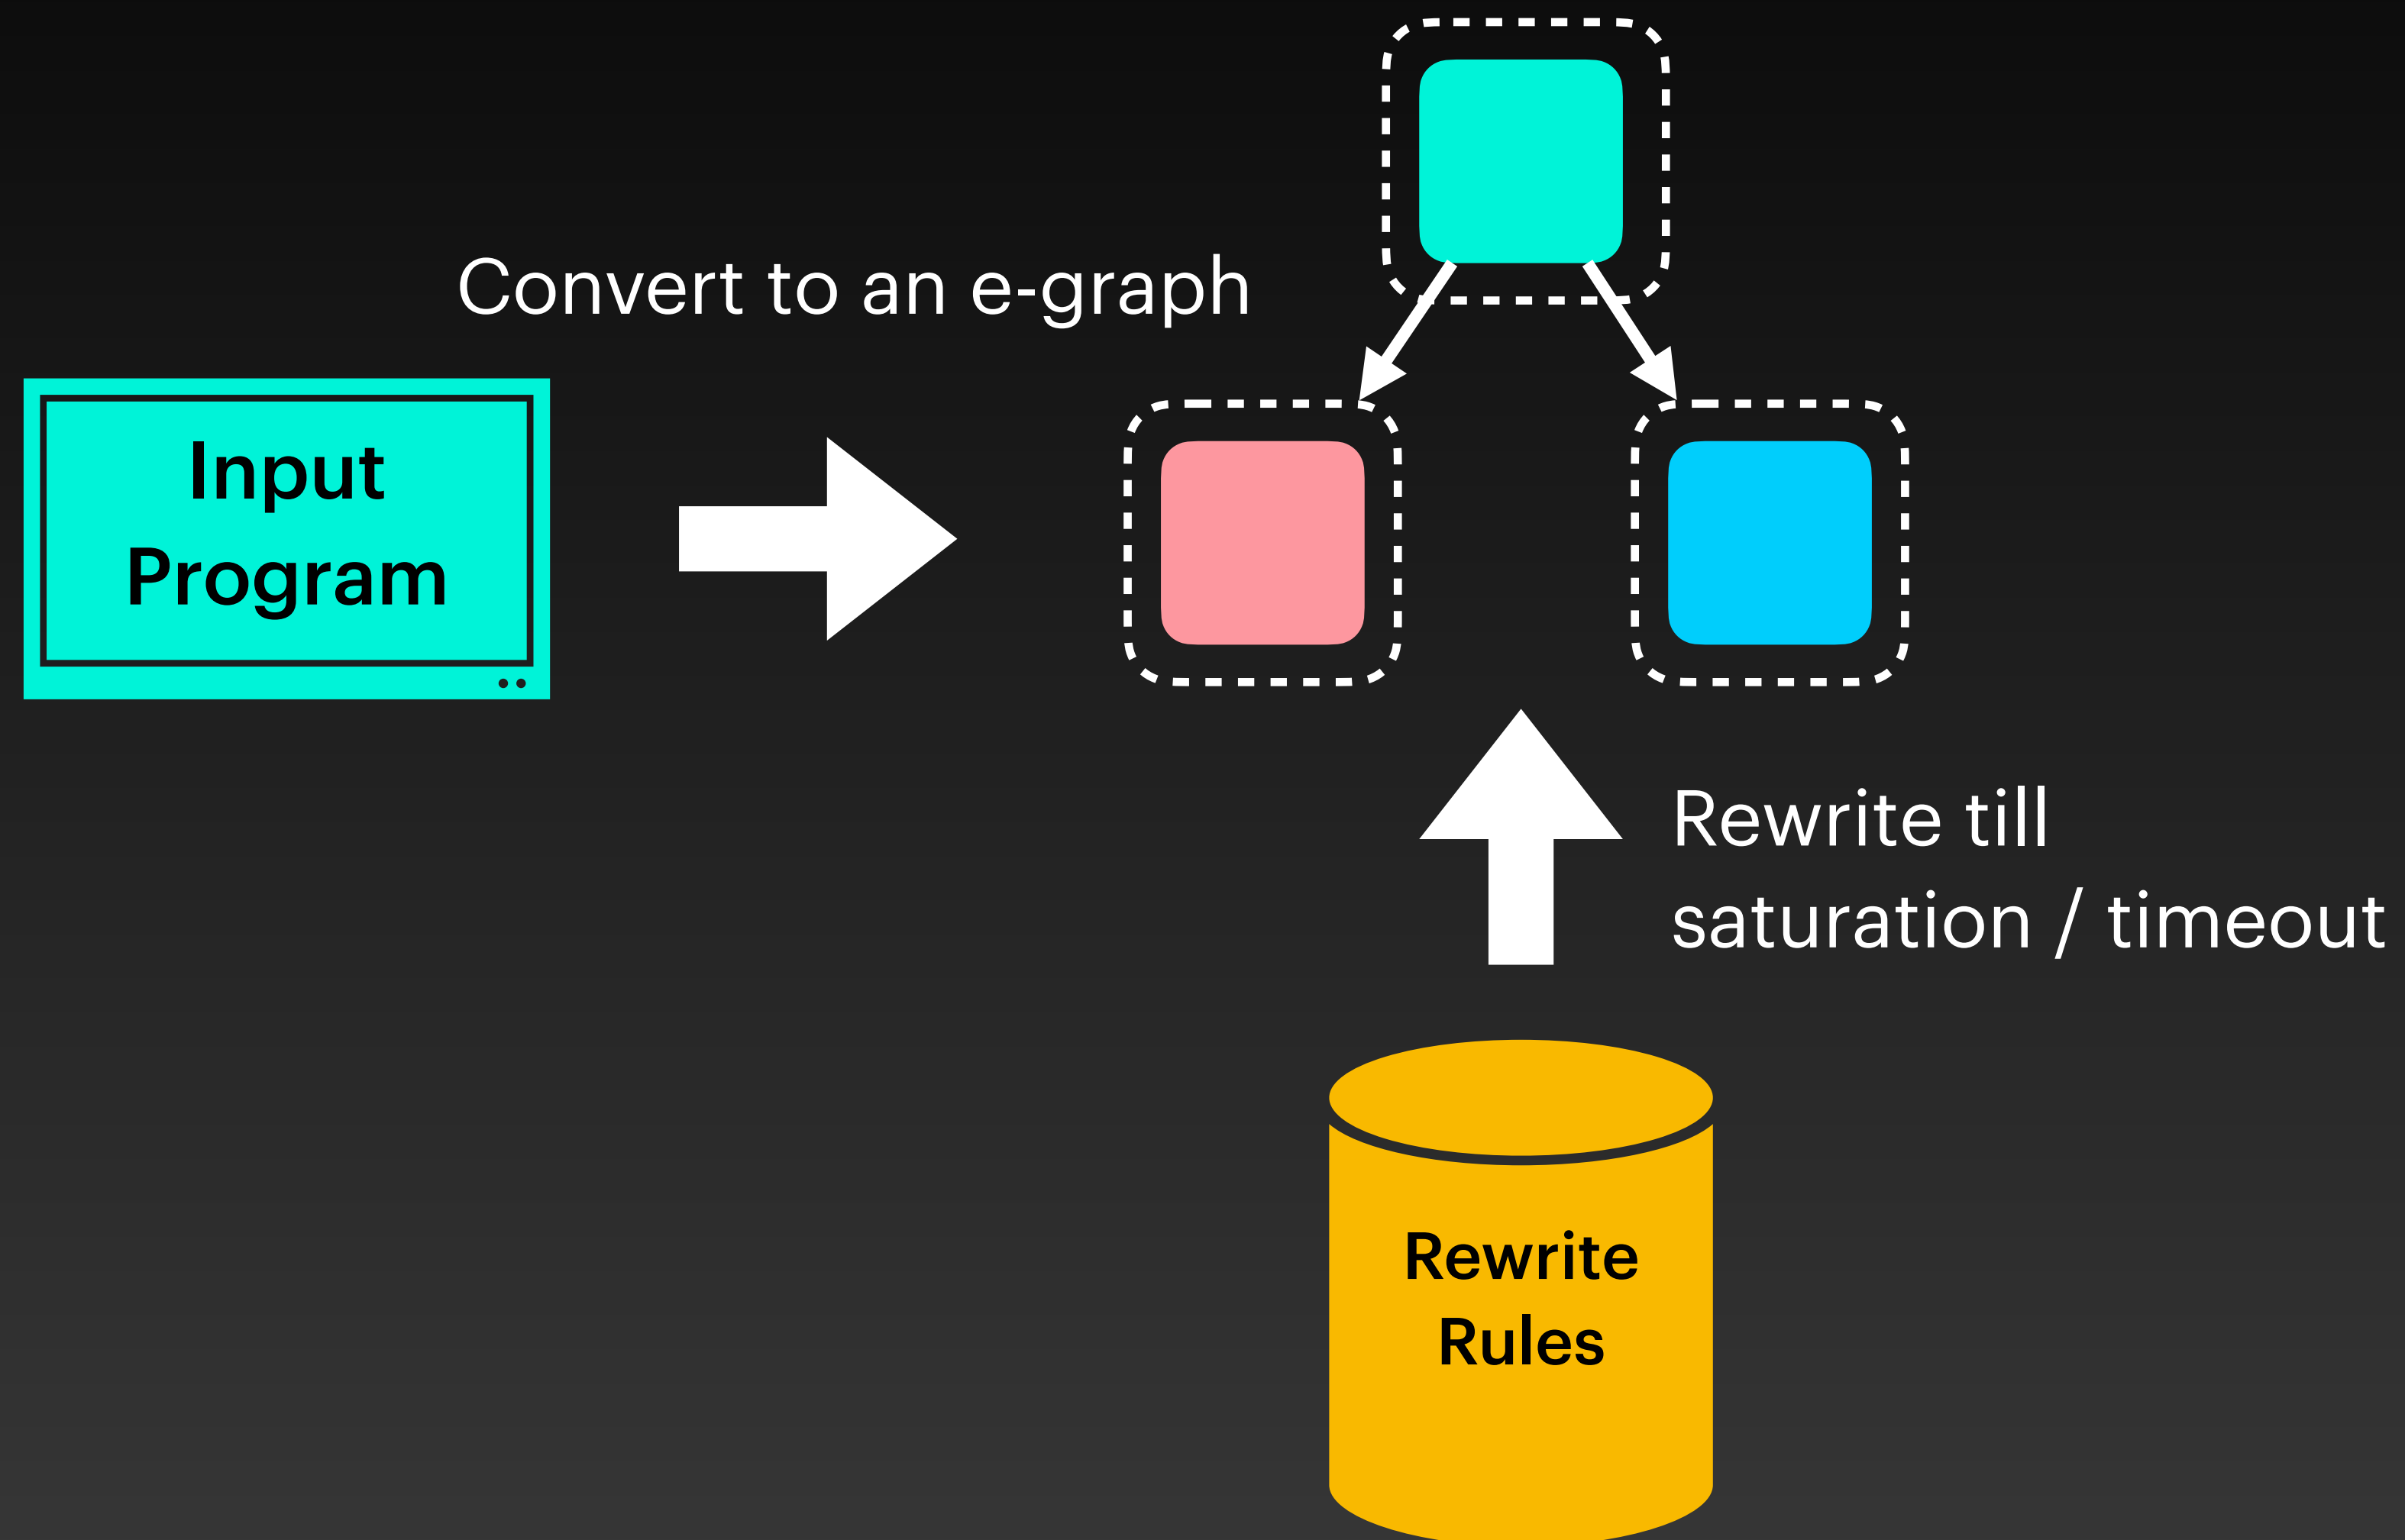 Convert to an e-graph
Input
Program
Rewrite till
saturation / timeout
Rewrite
Rules